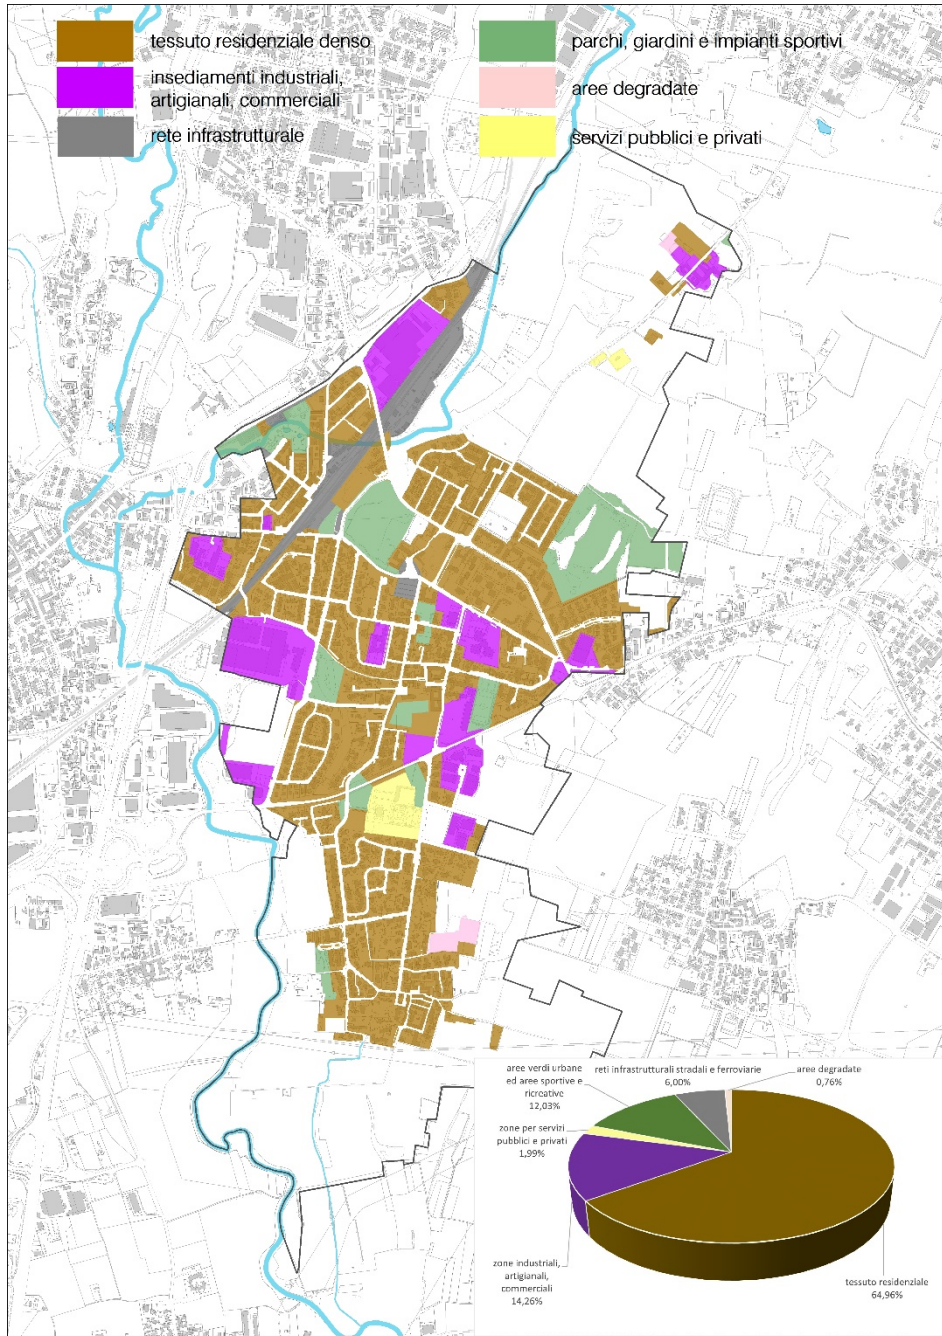 tessuto residenziale denso
insediamenti industriali,
artigianali, commerciali
rete infrastrutturale
parchi, giardini e impianti sportivi
aree degradate
servizi pubblici e privati
aree verdi urbane
ed aree sportive e
ricreative
12,03%
reti infrastrutturali stradali e ferroviarie
6,00%
aree degradate
0,76%
zone per servizi
pubblici e privati
1,99%
zone industriali,
artigianali,
commerciali
14,26%
tessuto residenziale
64,96%